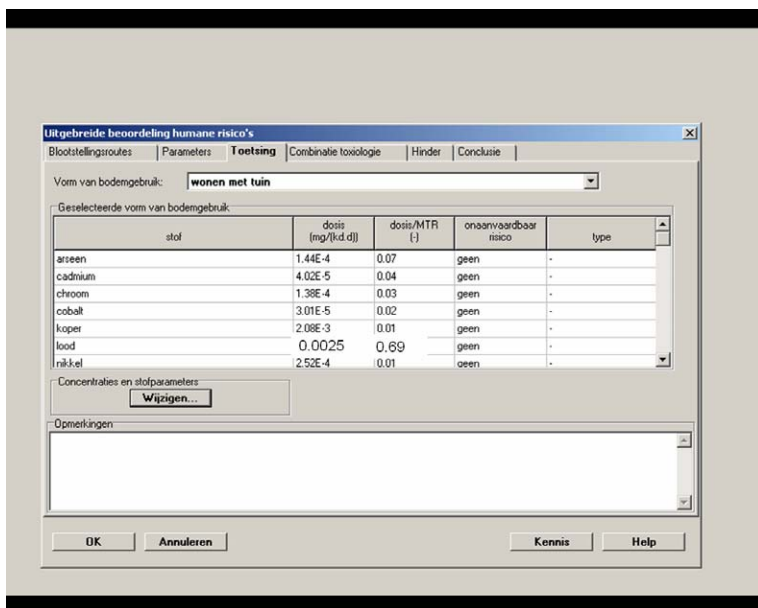 Uitgebreide beoordeling humane risico's
Blootstellingsroutes Parameters Toetsing Combinatie toxiologie Hinder Conclusie
Vorm van bodemgebruik: wonen met tuin
Geselecteerde vorm van bodemgebruik
stof dosis (mg/(kd.d)) dosis/MTR (-) onaanvaardbaar risico type
arseen 1.44E-4 0.07 geen -
cadmium 4.02E-5 0.04 geen -
chroom 1.38E-4 0.03 geen -
cobalt 3.01E-5 0.02 geen -
koper 2.08E-3 0.01 geen -
lood 0.0025 0.69 geen -
nikkel 2.52E-4 0.01 geen -
Concentraties en stofparameters
Wijzigen...
Opmerkingen
OK Annuleren Kennis Help